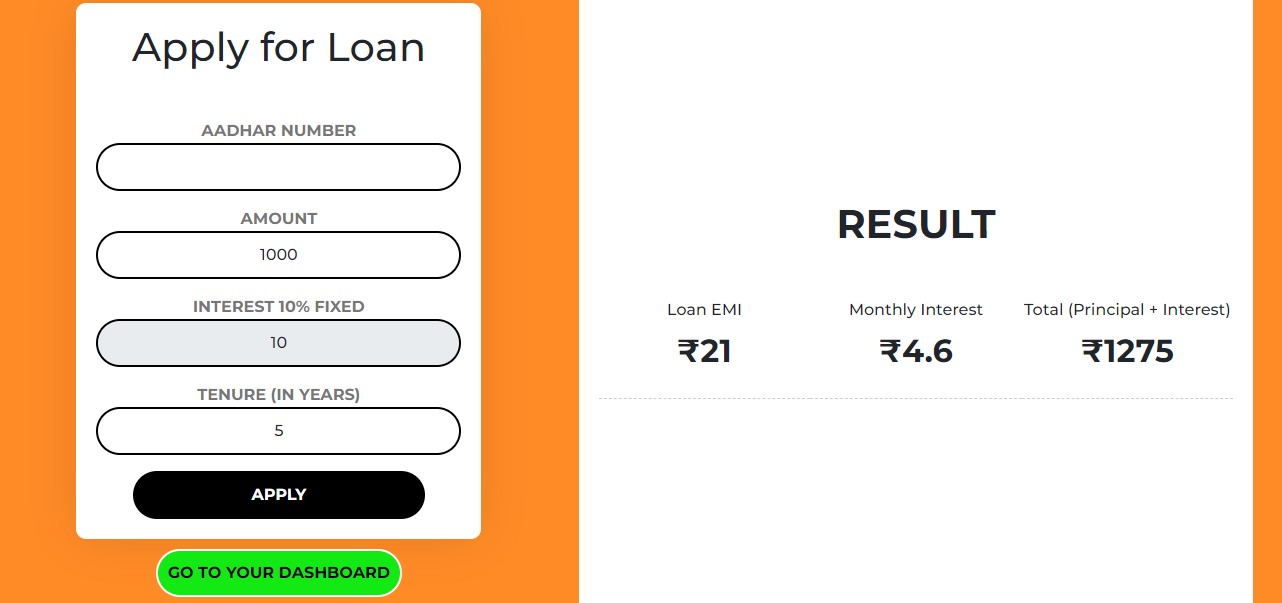 Apply for Loan
AADHAR NUMBER
AMOUNT
1000
INTEREST 10% FIXED
10
TENURE (IN YEARS)
5
APPLY
GO TO YOUR DASHBOARD
RESULT
Loan EMI
₹21
Monthly Interest
₹4.6
Total (Principal + Interest)
₹1275